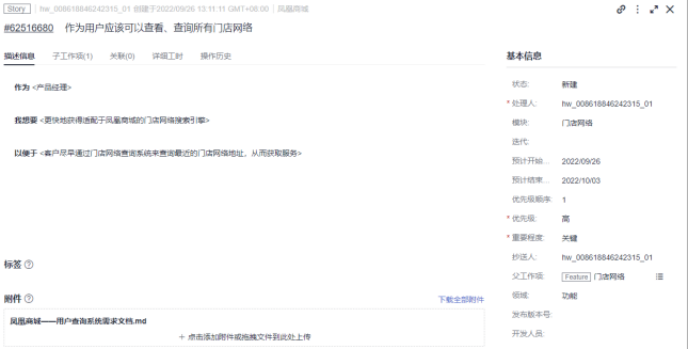 Story hw_008618846242315_01 创建于2022/09/26 13:11:11 GMT+08:00 凤凰商城
#62516680 作为用户应该可以查看、查询所有门店网络
描述信息 子工作项(1) 关联(0) 详细工时 操作历史
作为 <产品经理>
我想要 <更快地获得适配于凤凰商城的门店网络搜索引擎>
以便于 <客户尽早通过门店网络查询系统来查询最近的门店网络地址，从而获取服务>
标签
附件 下载全部附件
凤凰商城——用户查询系统需求文档.md
+ 点击添加附件或拖拽文件到此处上传
基本信息
状态: 新建
* 处理人: hw_008618846242315_01
模块: 门店网络
迭代:
预计开始... 2022/09/26
预计结束... 2022/10/03
优先级顺序: 1
* 优先级: 高
* 重要程度: 关键
抄送人: hw_008618846242315_01
父工作项: Feature 门店网络
领域: 功能
发布版本号:
开发人员: